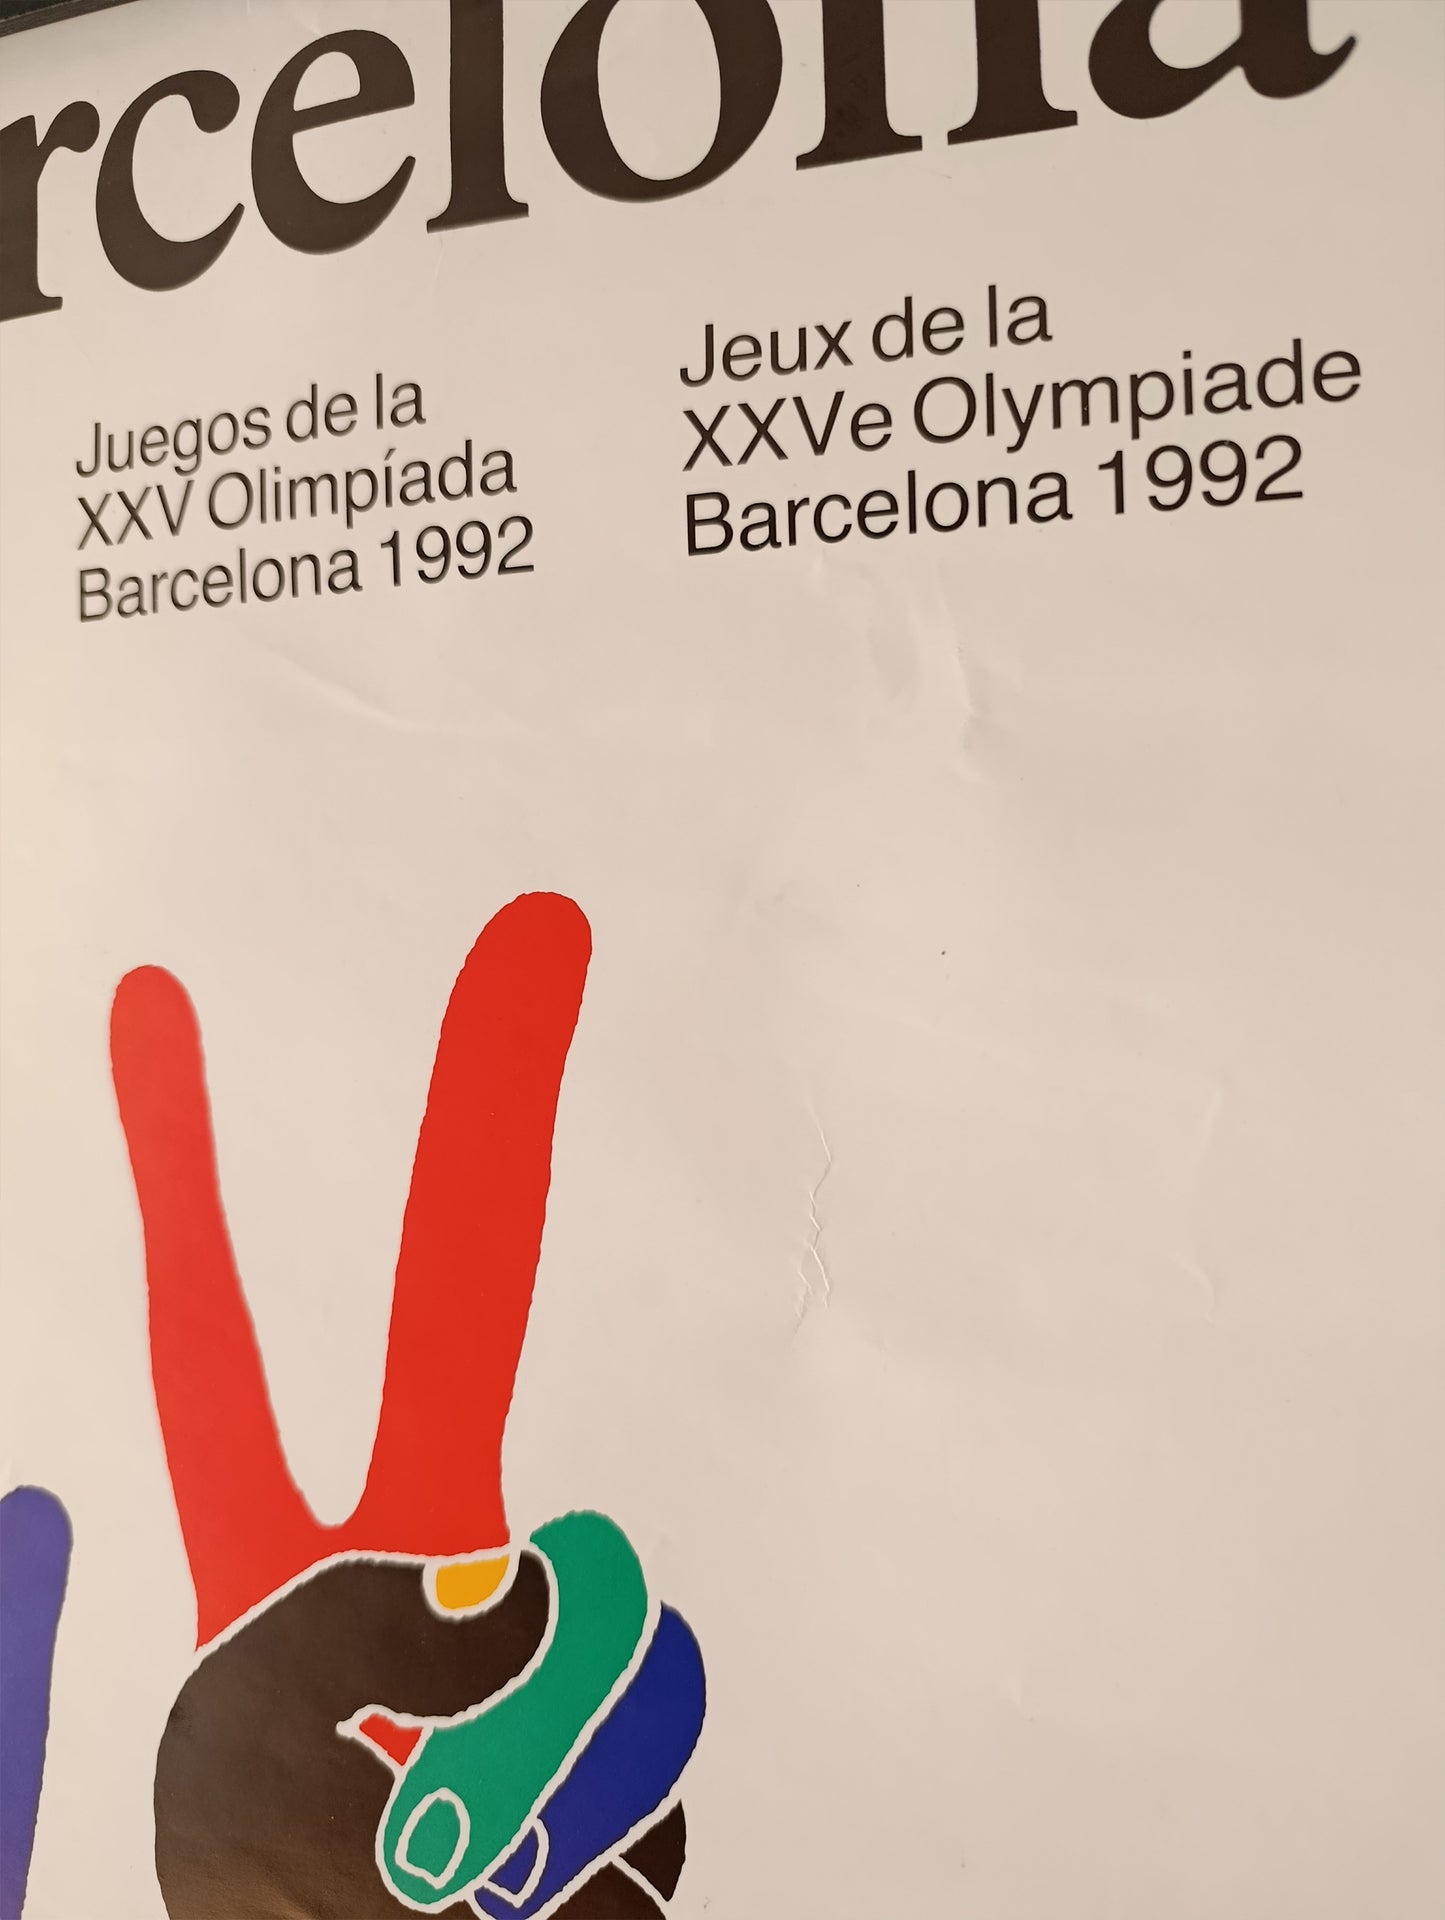 rcelona
Juegos de la
XXV Olimpíada
Barcelona 1992
Jeux de la
XXVe Olympiade
Barcelona 1992